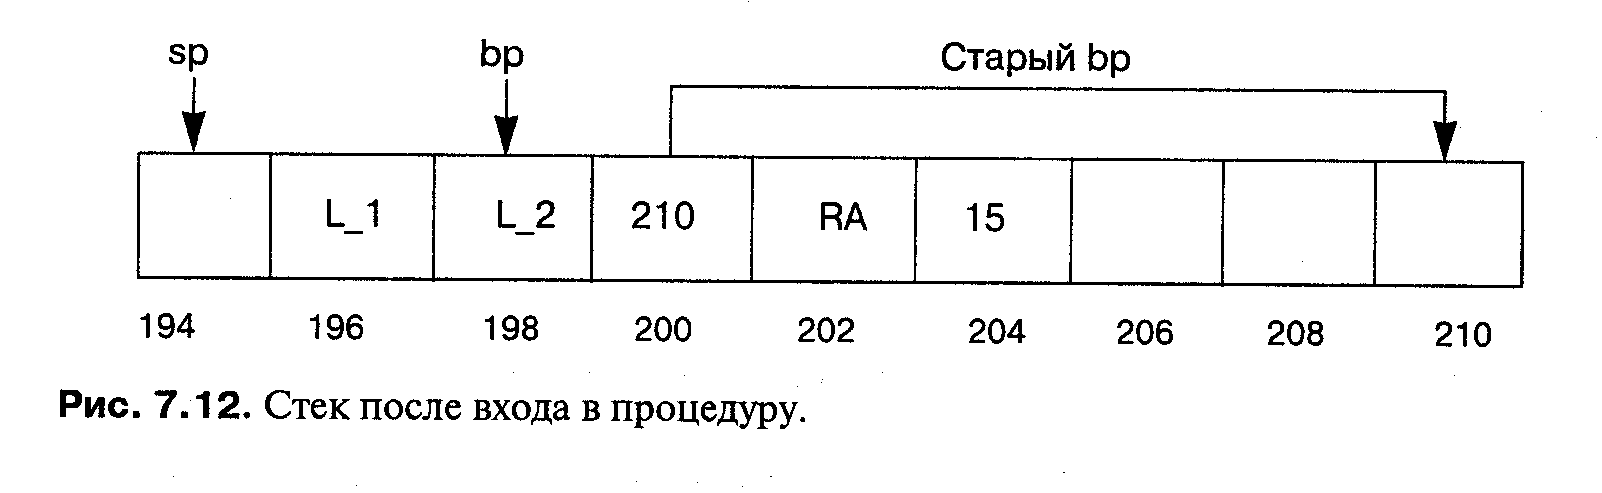 sp bp Старый bp
L_1 L_2 210 RA 15
194 196 198 200 202 204 206 208 210
Рис. 7.12. Стек после входа в процедуру.